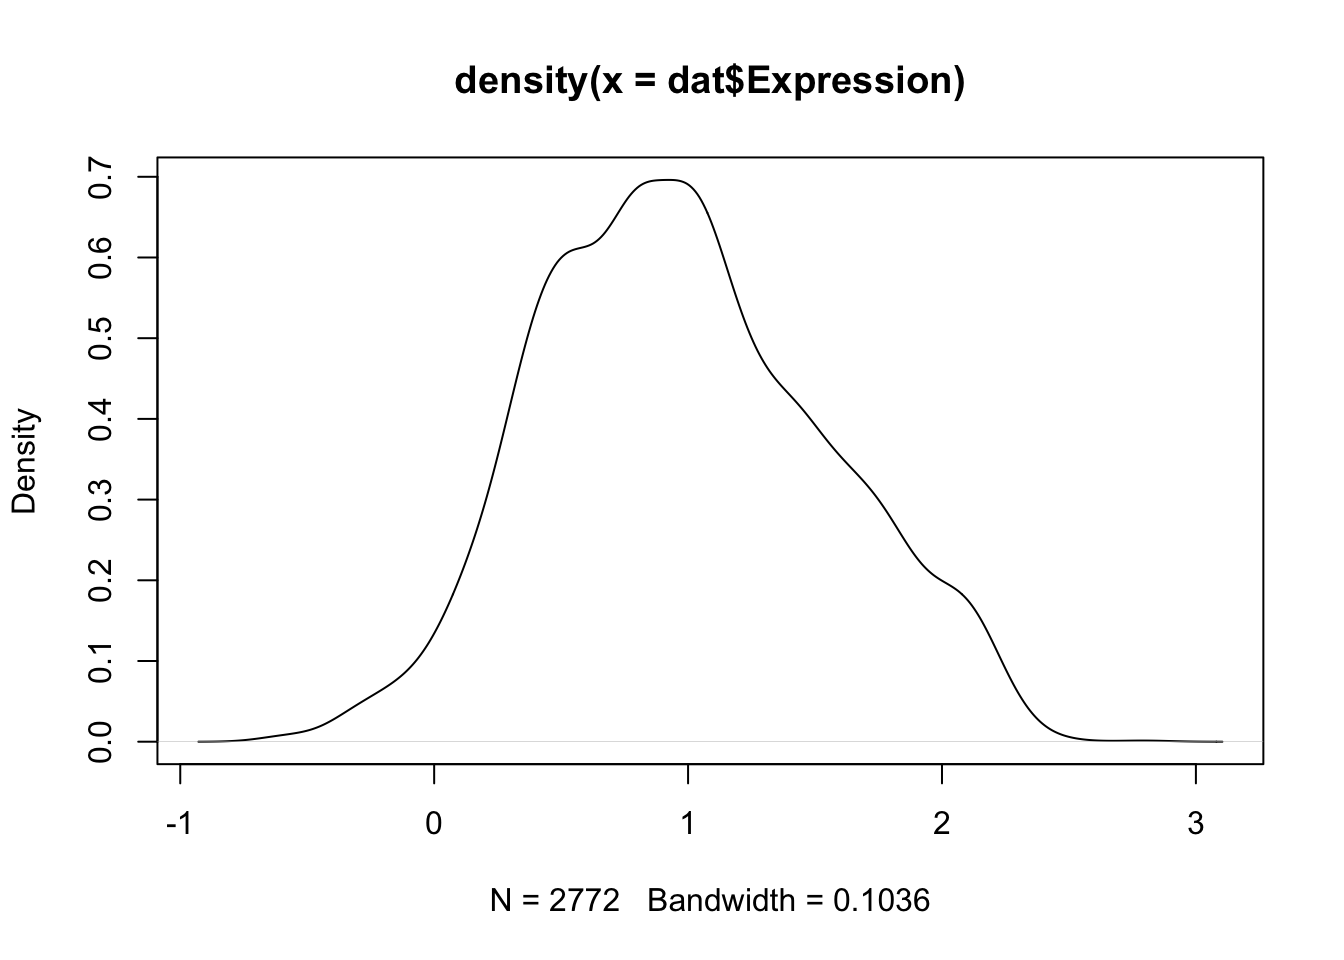 density(x = dat$Expression)
Density
0.7
0.6
0.5
0.4
0.3
0.2
0.1
0.0
-1 0 1 2 3
N = 2772 Bandwidth = 0.1036